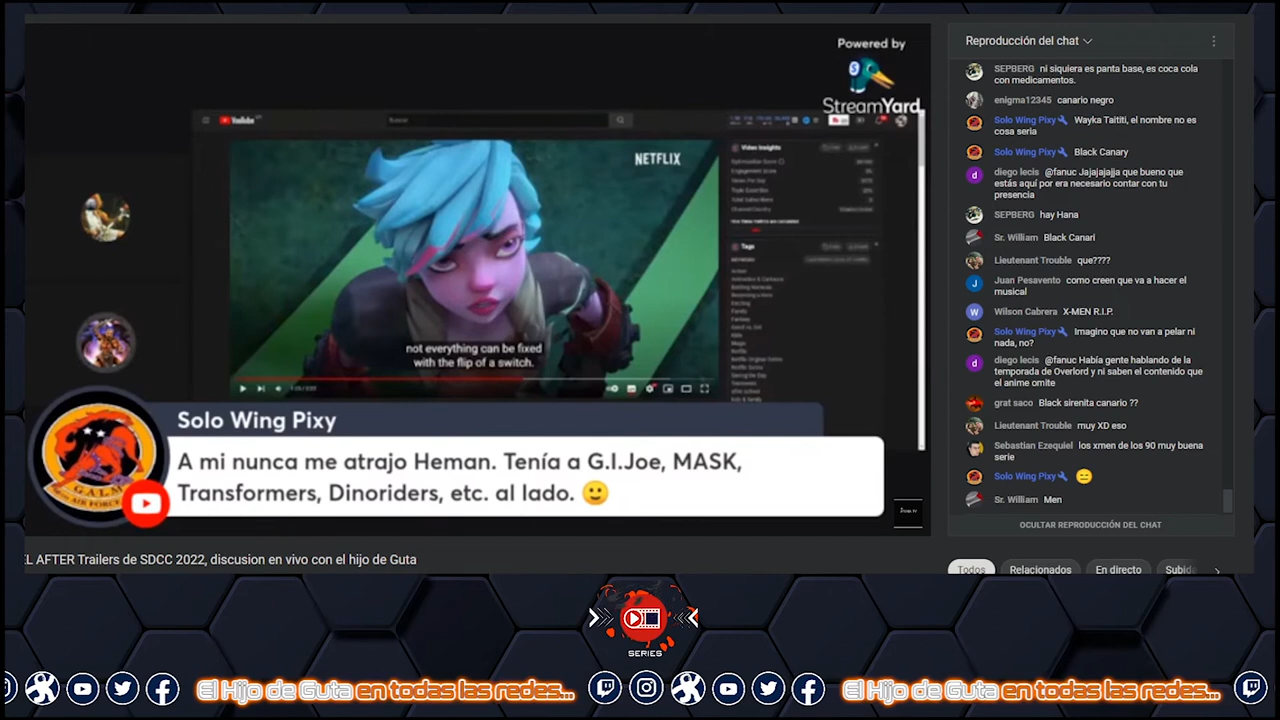 Powered by
StreamYard
YouTube
NETFLIX
Video Insights
Tags
not everything can be fixed
with the flip of a switch.
Solo Wing Pixy
A mi nunca me atrajo Heman. Tenía a G.I.Joe, MASK,
Transformers, Dinoriders, etc. al lado. 🙂
GALM
EL AFTER Trailers de SDCC 2022, discusion en vivo con el hijo de Guta
Reproducción del chat
SEPBERG ni siquiera es panta base, es coca cola
con medicamentos.
enigma12345 canario negro
Solo Wing Pixy Wayka Taititi, el nombre no es
cosa seria
Solo Wing Pixy Black Canary
diego lecis @fanuc Jajajajajja que bueno que
estás aquí por era necesario contar con tu
presencia
SEPBERG hay Hana
Sr. William Black Canari
Lieutenant Trouble que????
Juan Pesavento como creen que va a hacer el
musical
Wilson Cabrera X-MEN R.I.P.
Solo Wing Pixy Imagino que no van a pelar ni
nada, no?
diego lecis @fanuc Había gente hablando de la
temporada de Overlord y ni saben el contenido que
el anime omite
grat saco Black sirenita canario ??
Lieutenant Trouble muy XD eso
Sebastian Ezequiel los xmen de los 90 muy buena
serie
Solo Wing Pixy 😑
Sr. William Men
OCULTAR REPRODUCCIÓN DEL CHAT
Todos Relacionados En directo Subid
SERIES
El Hijo de Guta en todas las redes... El Hijo de Guta en todas las redes...